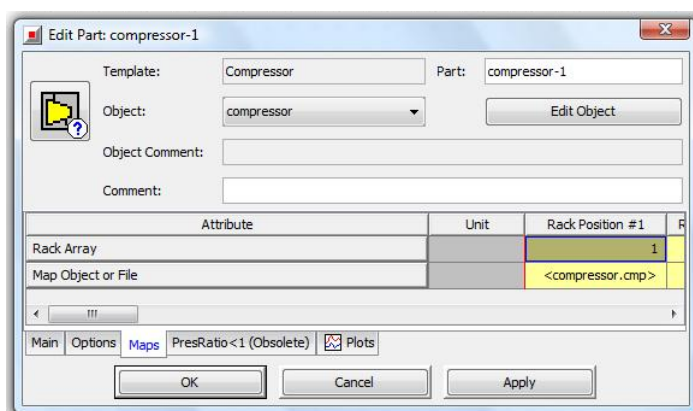 Edit Part: compressor-1
Template: Compressor Part: compressor-1
Object: compressor Edit Object
Object Comment:
Comment:
Attribute Unit Rack Position #1 R
Rack Array 1
Map Object or File <compressor.cmp>
Main Options Maps PresRatio<1 (Obsolete) Plots
OK Cancel Apply